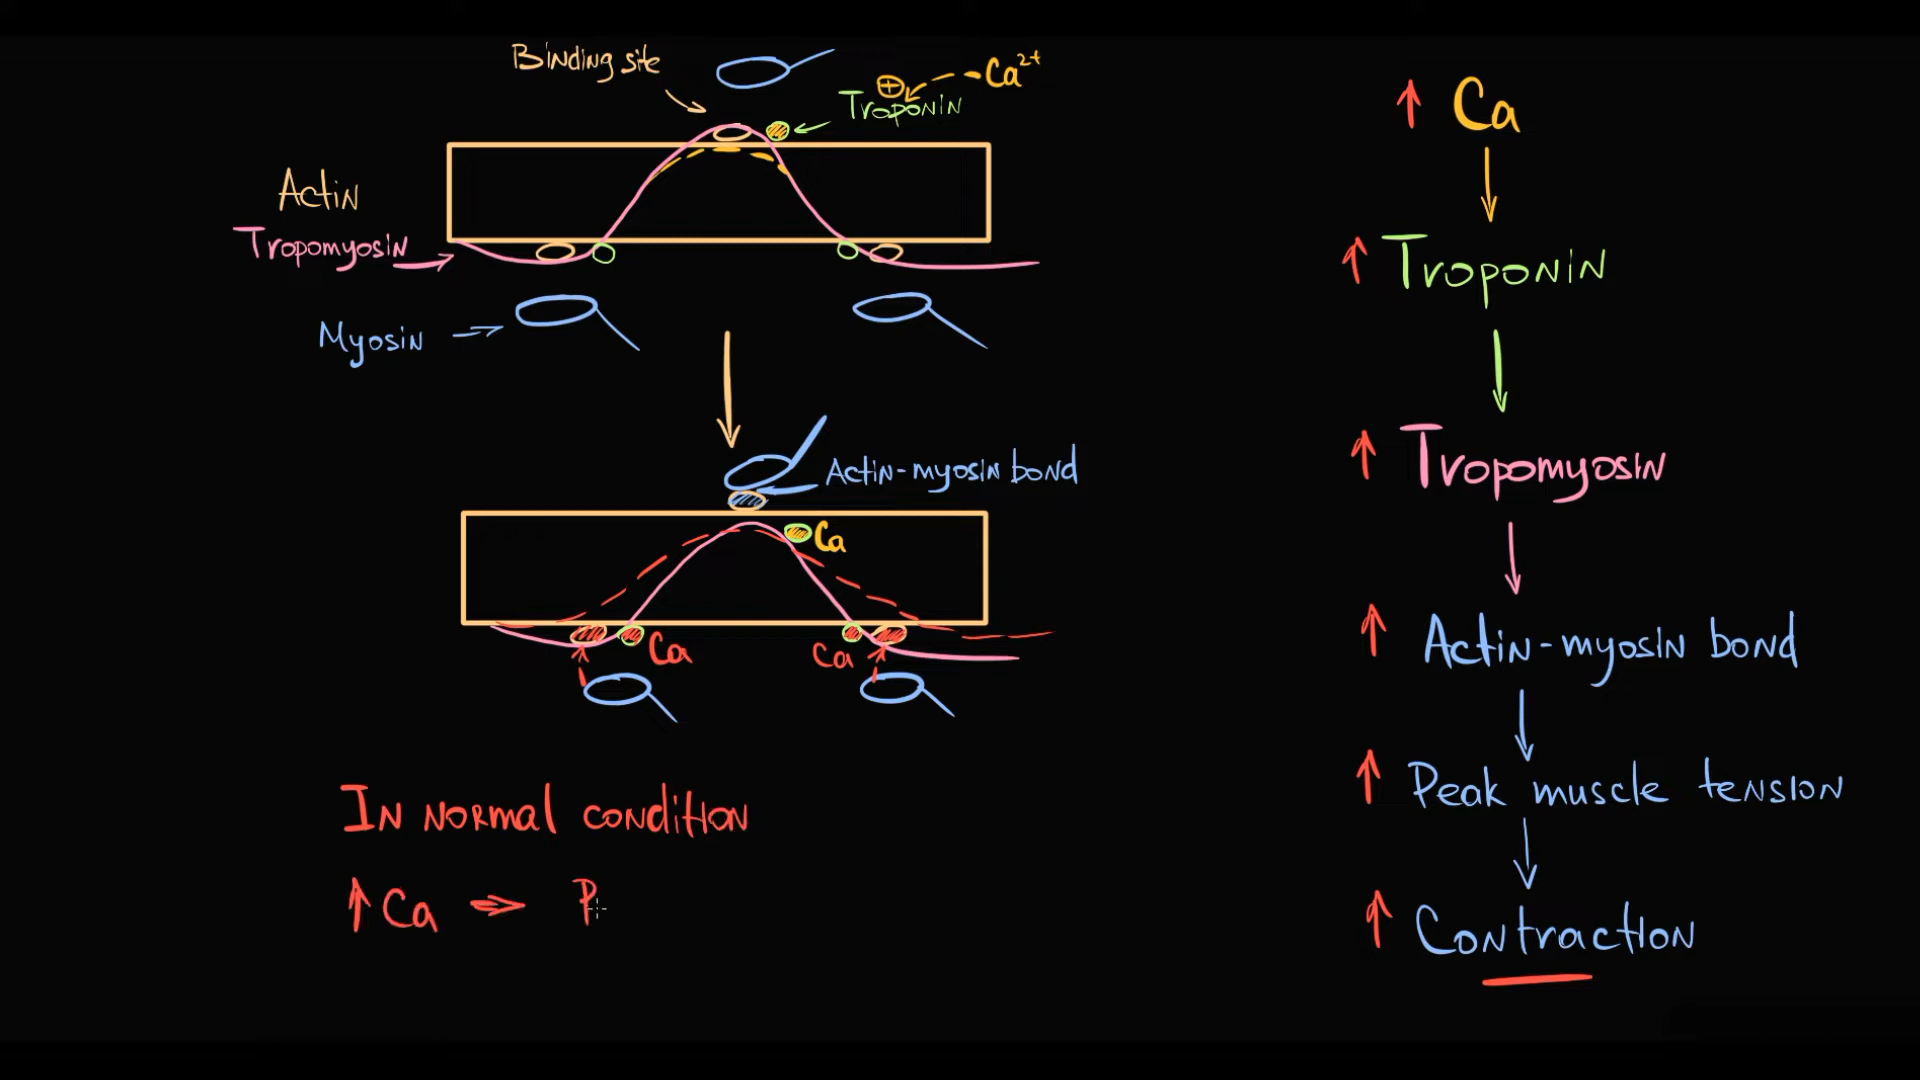 Binding site
Ca²⁺
⊕
Troponin
Actin
Tropomyosin
Myosin
Actin-myosin bond
Ca
Ca
Ca
In normal condition
↑ Ca ⇒ P
↑ Ca
↑ Troponin
↑ Tropomyosin
↑ Actin-myosin bond
↑ Peak muscle tension
↑ Contraction